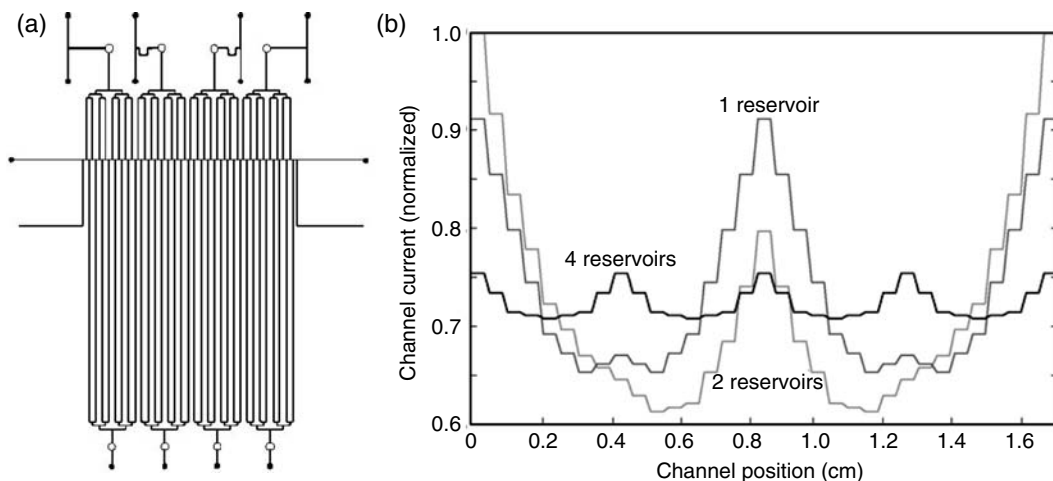 (a)
(b)
Channel current (normalized)
1.0
0.9
0.8
0.7
0.6
1 reservoir
4 reservoirs
2 reservoirs
0 0.2 0.4 0.6 0.8 1.0 1.2 1.4 1.6
Channel position (cm)